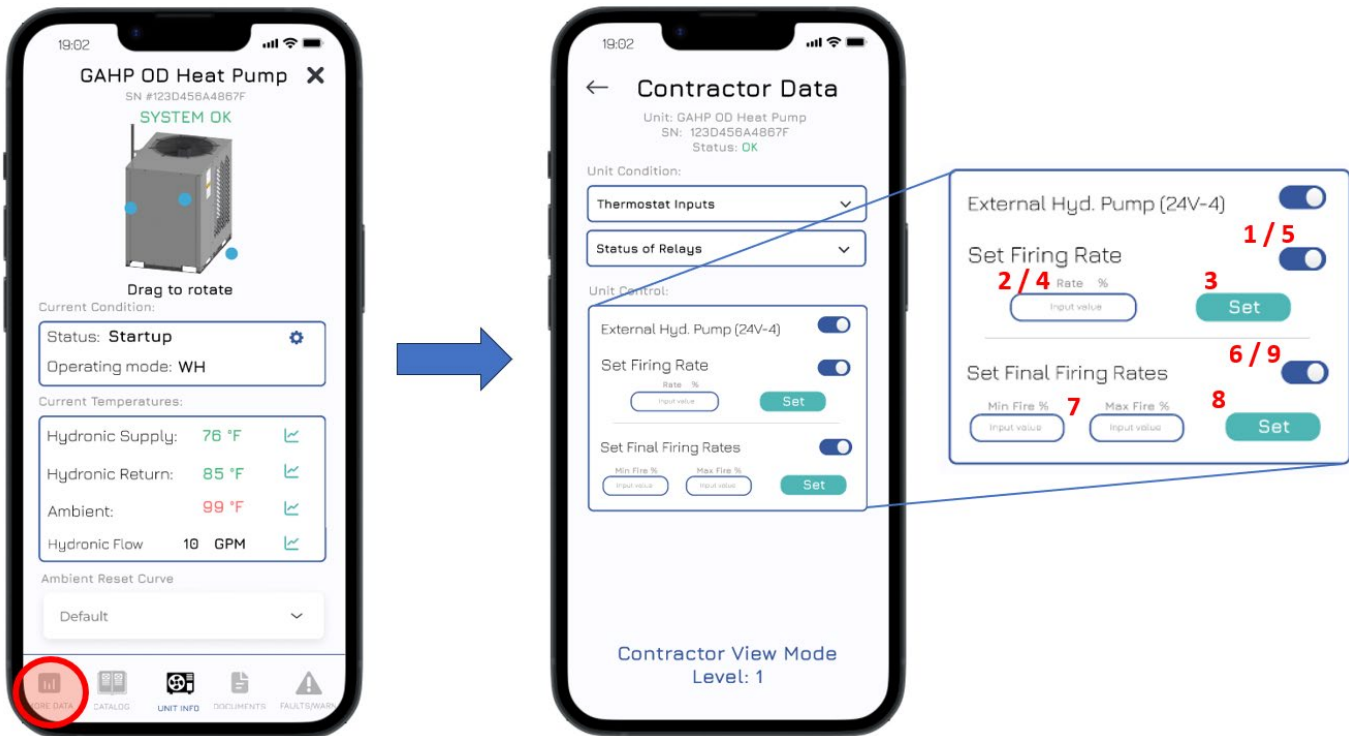 19:02
GAHP OD Heat Pump
SN #123D456A4867F
SYSTEM OK
Drag to rotate
Current Condition:
Status: Startup
Operating mode: WH
Current Temperatures:
Hydronic Supply: 76 °F
Hydronic Return: 85 °F
Ambient: 99 °F
Hydronic Flow 10 GPM
Ambient Reset Curve
Default
MORE DATA CATALOG UNIT INFO DOCUMENTS FAULTS/WARN
19:02
Contractor Data
Unit: GAHP OD Heat Pump
SN: 123D456A4867F
Status: OK
Unit Condition:
Thermostat Inputs
Status of Relays
Unit Control:
External Hyd. Pump (24V-4)
Set Firing Rate
Rate %
Input value Set
Set Final Firing Rates
Min Fire % Max Fire %
Input value Input value Set
Contractor View Mode
Level: 1
External Hyd. Pump (24V-4)
1 / 5
Set Firing Rate
2 / 4 Rate % 3
Input value Set
6 / 9
Set Final Firing Rates
Min Fire % 7 Max Fire % 8
Input value Input value Set